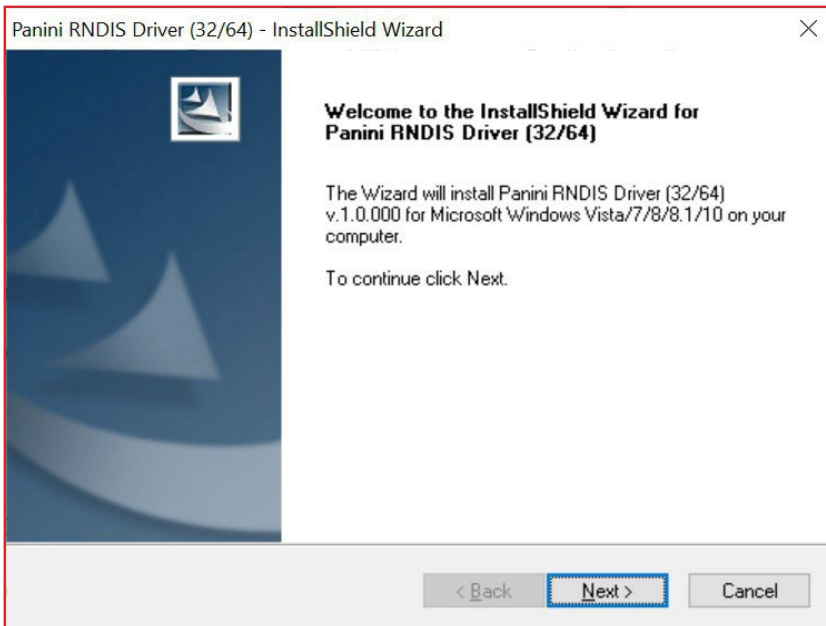 Panini RNDIS Driver (32/64) - InstallShield Wizard
Welcome to the InstallShield Wizard for
Panini RNDIS Driver (32/64)
The Wizard will install Panini RNDIS Driver (32/64)
v.1.0.000 for Microsoft Windows Vista/7/8/8.1/10 on your
computer.
To continue click Next.
< Back Next > Cancel